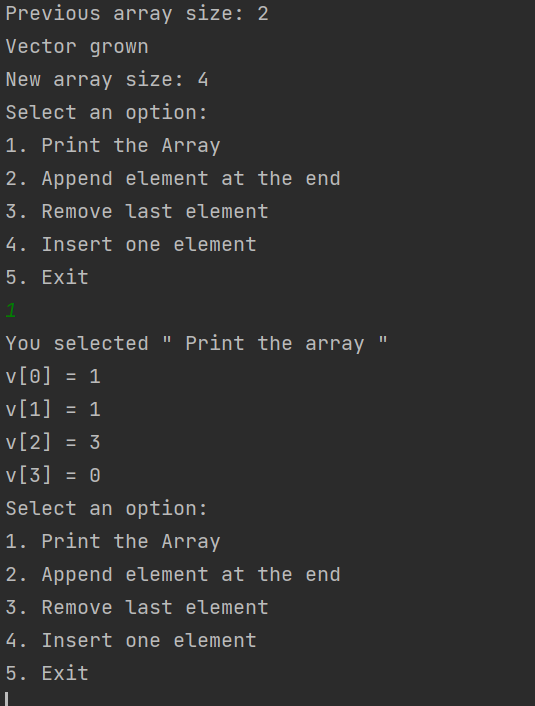 Previous array size: 2
Vector grown
New array size: 4
Select an option:
1. Print the Array
2. Append element at the end
3. Remove last element
4. Insert one element
5. Exit
1
You selected " Print the array "
v[0] = 1
v[1] = 1
v[2] = 3
v[3] = 0
Select an option:
1. Print the Array
2. Append element at the end
3. Remove last element
4. Insert one element
5. Exit